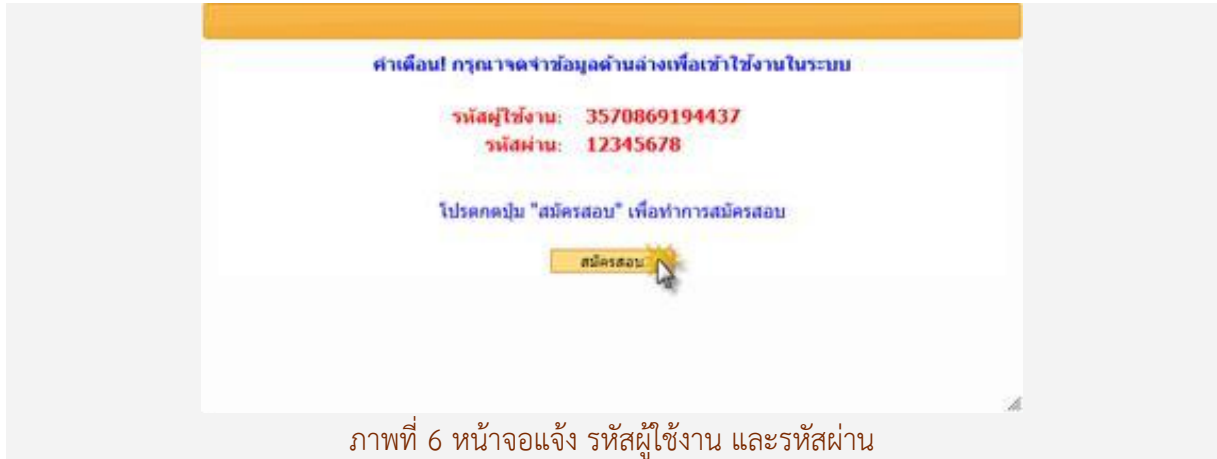 คำเตือน! กรุณาจดจำข้อมูลด้านล่างเพื่อเข้าใช้งานในระบบ
รหัสผู้ใช้งาน: 3570869194437
รหัสผ่าน: 12345678
โปรดกดปุ่ม "สมัครสอบ" เพื่อทำการสมัครสอบ
สมัครสอบ
ภาพที่ 6 หน้าจอแจ้ง รหัสผู้ใช้งาน และรหัสผ่าน